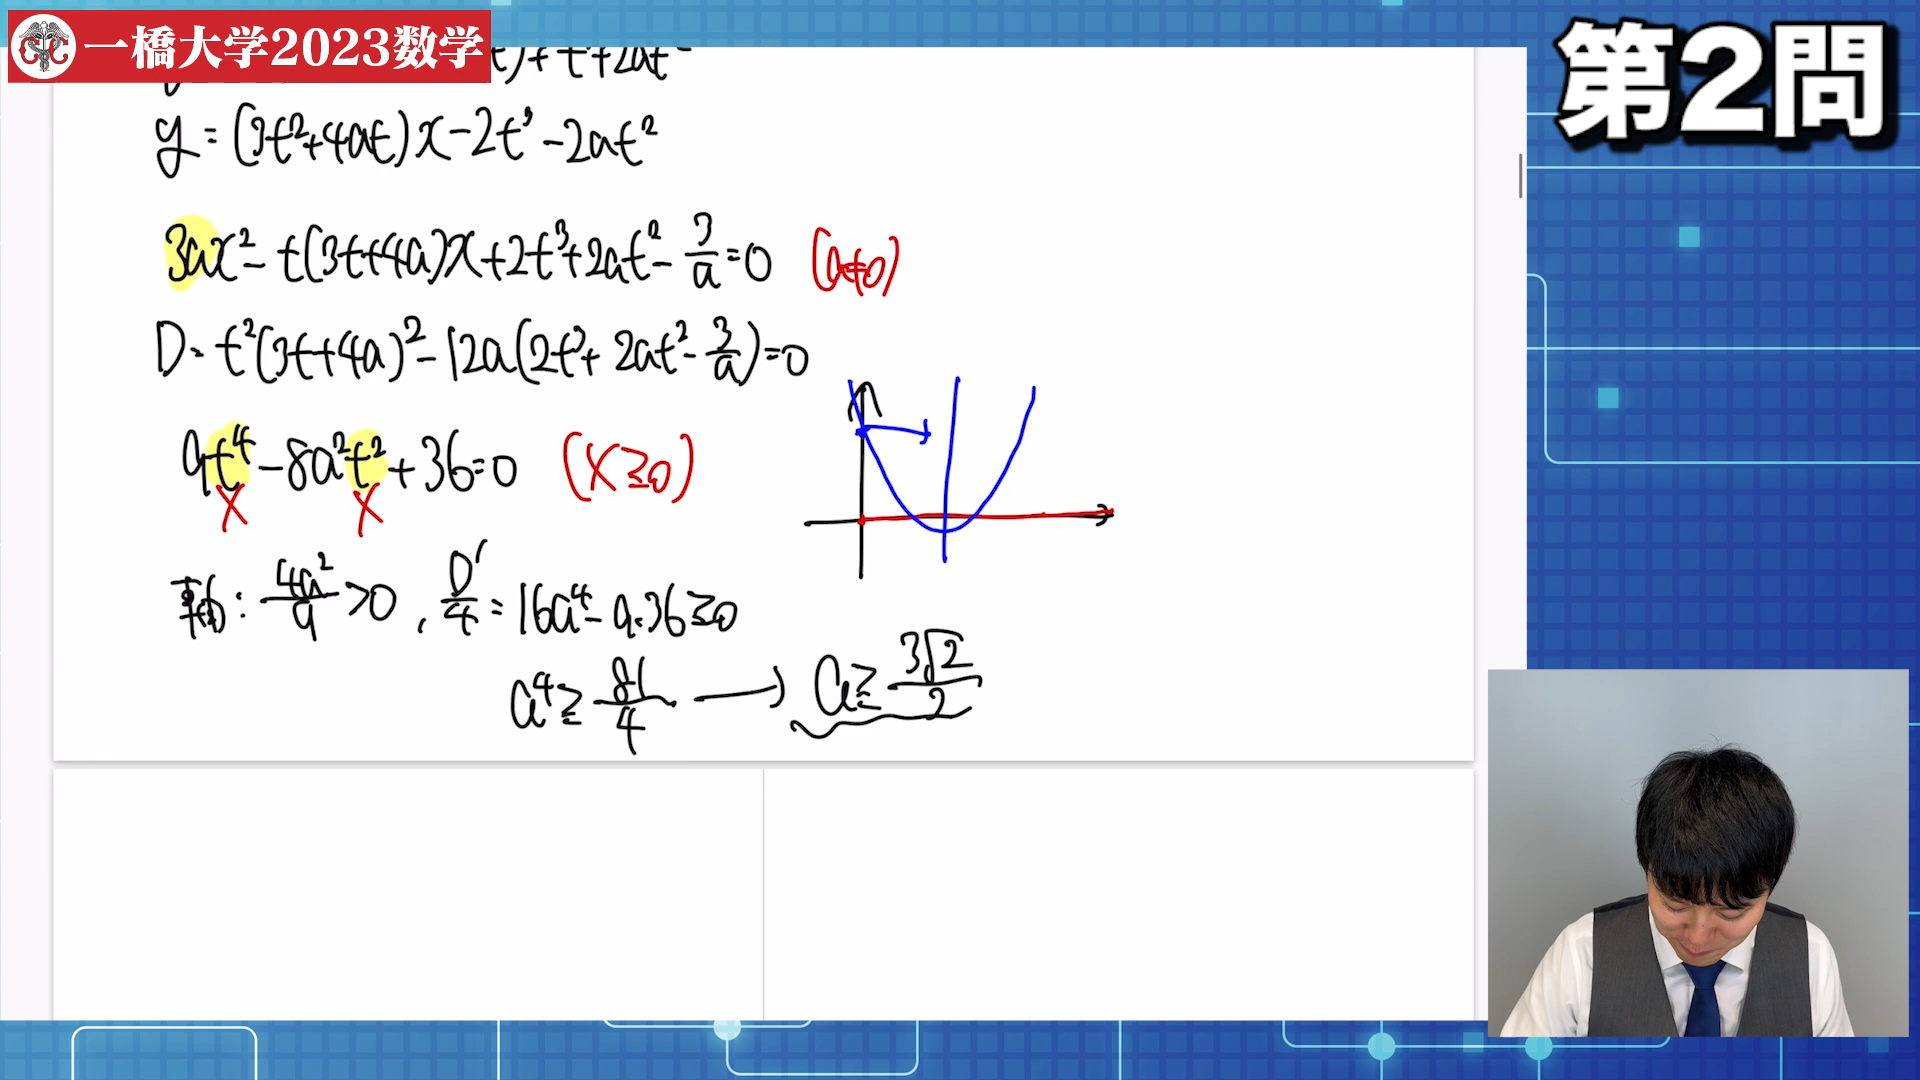 一橋大学2023数学
第2問
t)+t³+2at²
y=(3t²+4at)x-2t³-2at²
3ax²-t(3t+4a)x+2t³+2at²-3/a=0 (a≠0)
D=t²(3t+4a)²-12a(2t³+2at²-3/a)=0
9t⁴-8a²t²+36=0 (X≧0)
X X
軸:4a²/9>0, D'/4=16a⁴-9・36≧0
a⁴≧81/4→a≧3√2/2